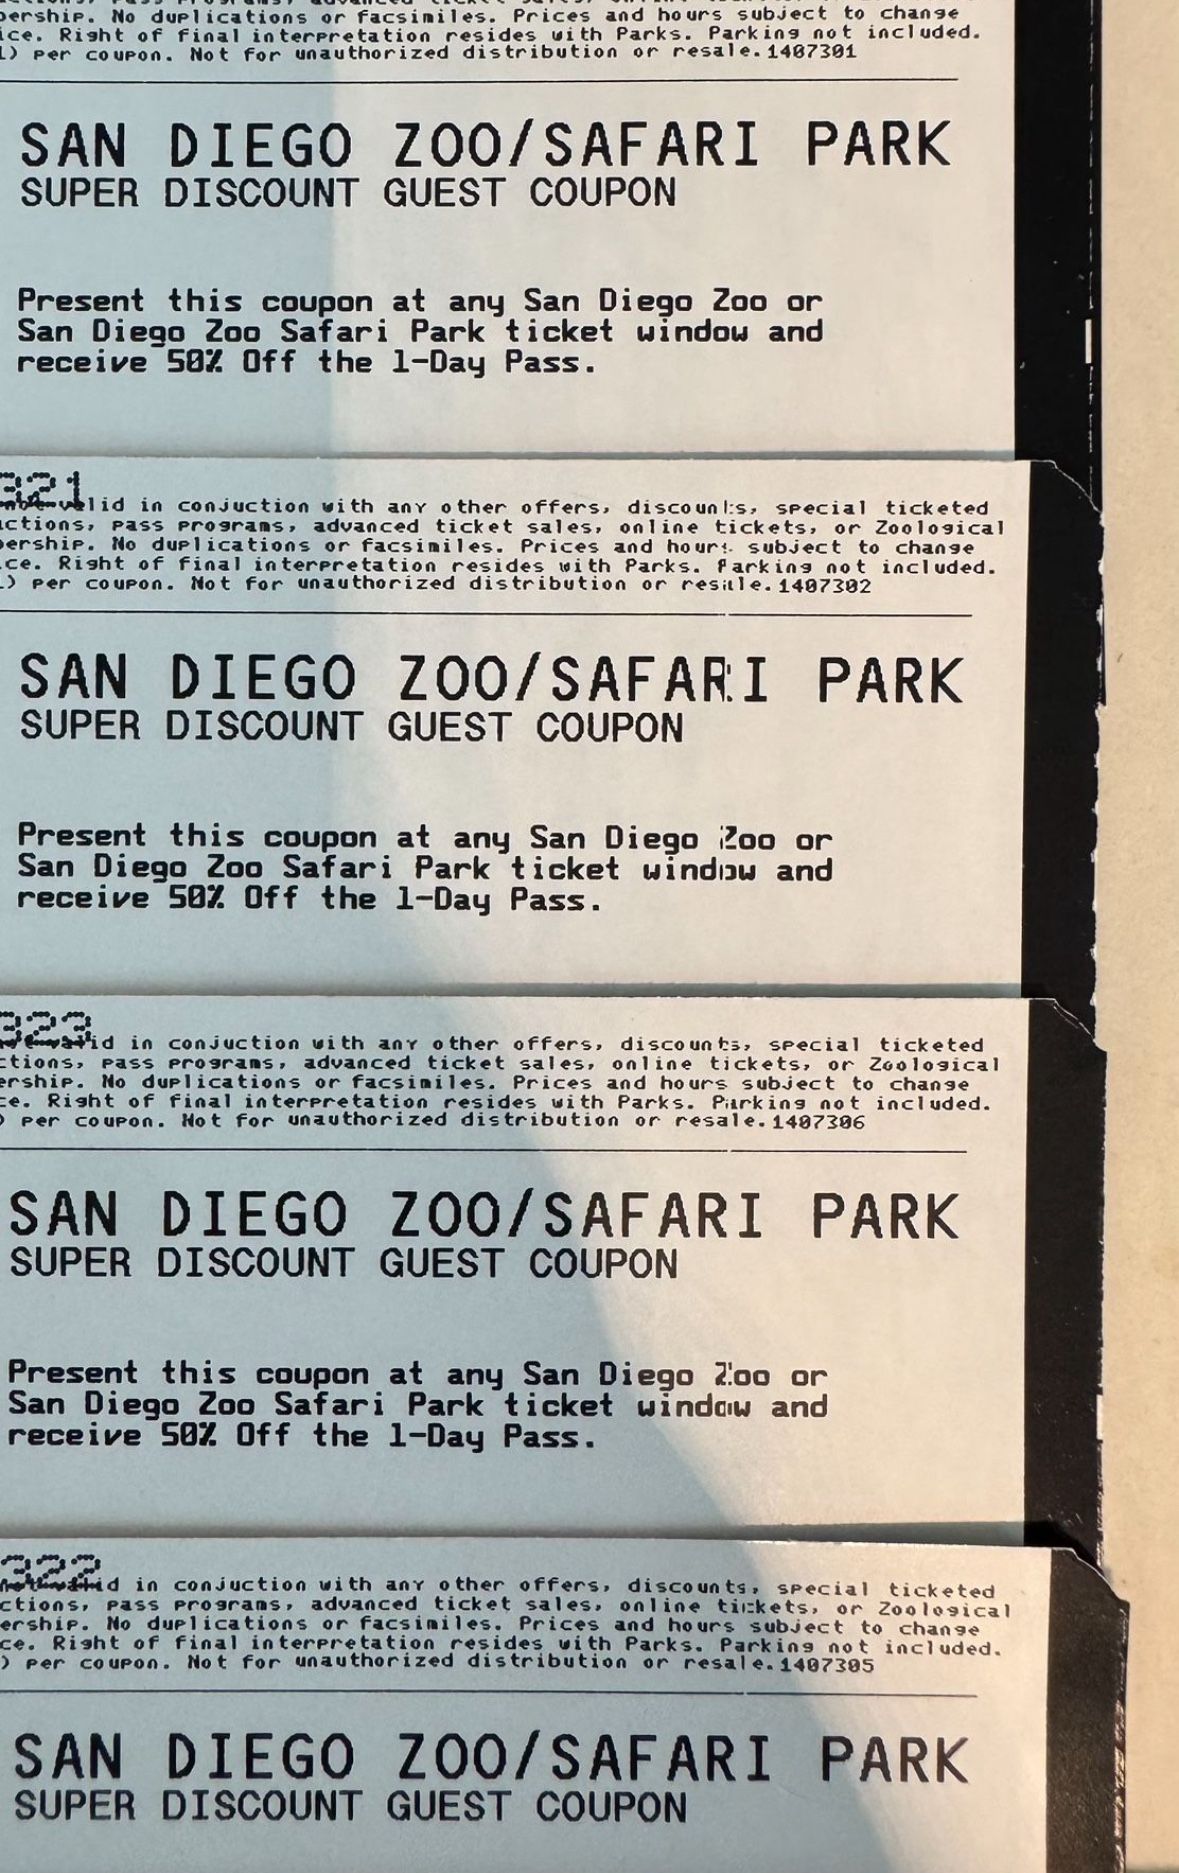 No duplications or facsimiles. Prices and hours subject to change
Right of final interpretation resides with Parks. Parking not included.
per coupon. Not for unauthorized distribution or resale.1407301
SAN DIEGO ZOO/SAFARI PARK
SUPER DISCOUNT GUEST COUPON
Present this coupon at any San Diego Zoo or
San Diego Zoo Safari Park ticket window and
receive 50% Off the 1-Day Pass.
321
in conjuction with any other offers, discounts, special ticketed
pass programs, advanced ticket sales, online tickets, or Zoological
No duplications or facsimiles. Prices and hours subject to change
Right of final interpretation resides with Parks. Parking not included.
per coupon. Not for unauthorized distribution or resale.1407302
SAN DIEGO ZOO/SAFARI PARK
SUPER DISCOUNT GUEST COUPON
Present this coupon at any San Diego Zoo or
San Diego Zoo Safari Park ticket window and
receive 50% Off the 1-Day Pass.
323
in conjuction with any other offers, discounts, special ticketed
pass programs, advanced ticket sales, online tickets, or Zoological
No duplications or facsimiles. Prices and hours subject to change
Right of final interpretation resides with Parks. Parking not included.
per coupon. Not for unauthorized distribution or resale.1407306
SAN DIEGO ZOO/SAFARI PARK
SUPER DISCOUNT GUEST COUPON
Present this coupon at any San Diego Zoo or
San Diego Zoo Safari Park ticket window and
receive 50% Off the 1-Day Pass.
322
in conjuction with any other offers, discounts, special ticketed
pass programs, advanced ticket sales, online tickets, or Zoological
No duplications or facsimiles. Prices and hours subject to change
Right of final interpretation resides with Parks. Parking not included.
per coupon. Not for unauthorized distribution or resale.1407305
SAN DIEGO ZOO/SAFARI PARK
SUPER DISCOUNT GUEST COUPON